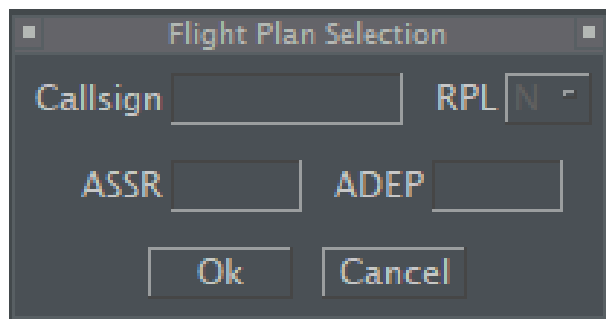 Flight Plan Selection
Callsign RPL N
ASSR ADEP
Ok Cancel